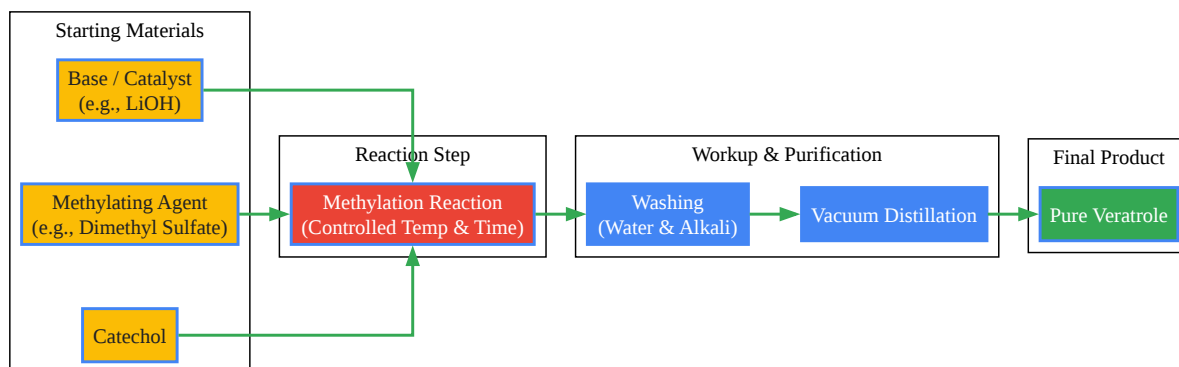 Starting Materials
Base / Catalyst
(e.g., LiOH)
Methylating Agent
(e.g., Dimethyl Sulfate)
Catechol
Reaction Step
Methylation Reaction
(Controlled Temp & Time)
Workup & Purification
Washing
(Water & Alkali)
Vacuum Distillation
Final Product
Pure Veratrole